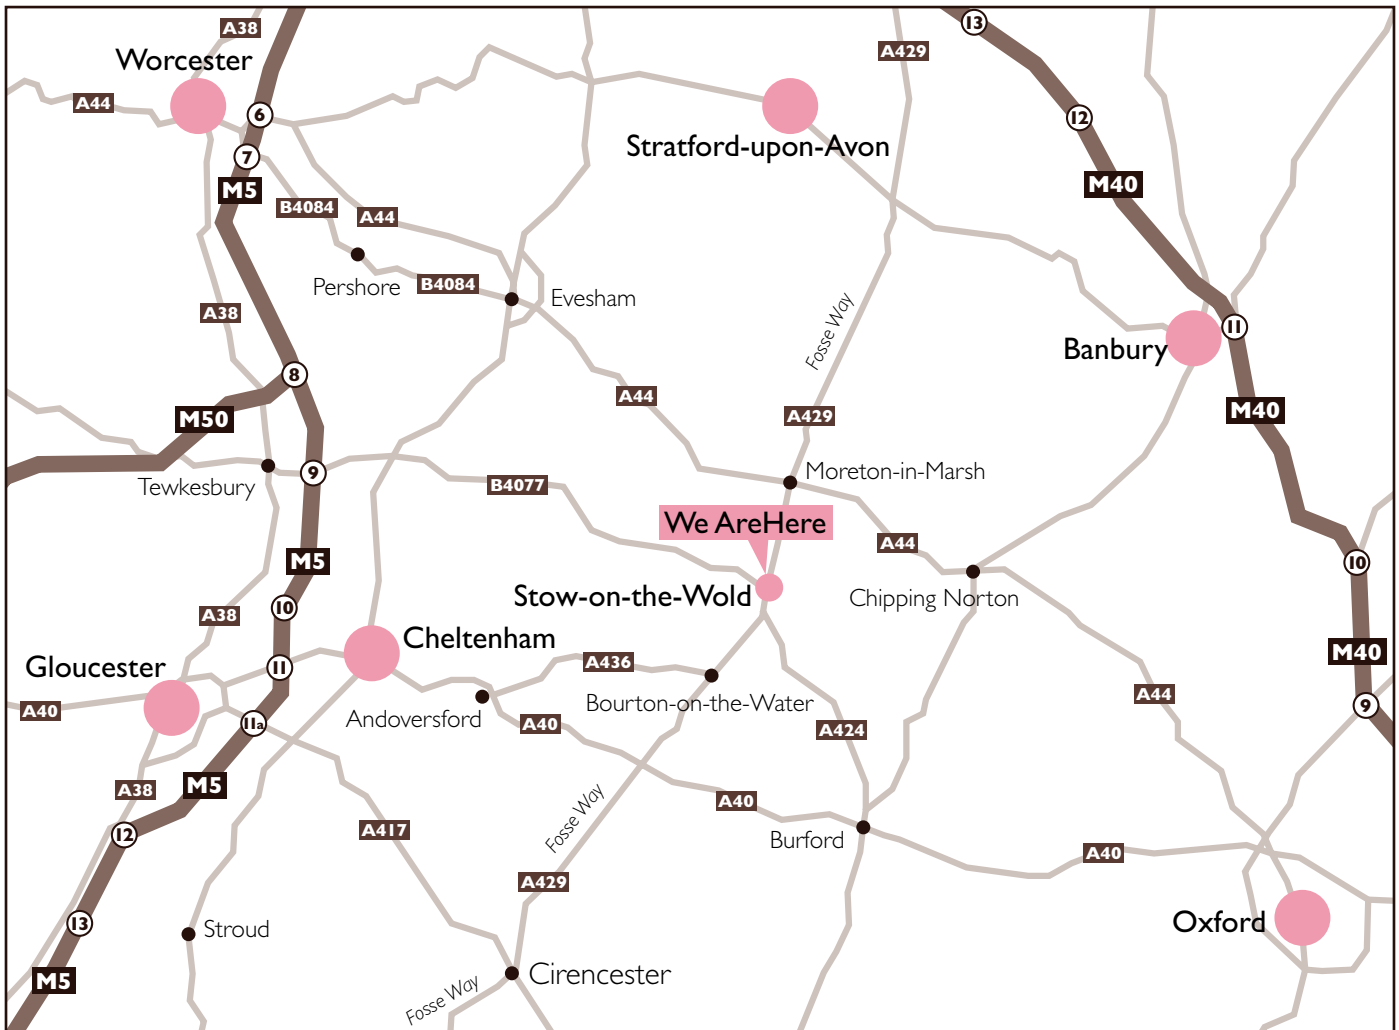 A38
13
A429
Worcester
A44
6
12
Stratford-upon-Avon
7
M5
M40
B4084
A44
Pershore
B4084
Evesham
A38
Fosse Way
11
Banbury
8
A44
M50
A429
M40
9
Moreton-in-Marsh
Tewkesbury
B4077
We AreHere
A44
M5
10
Stow-on-the-Wold
Chipping Norton
10
A38
Cheltenham
M40
Gloucester
11
A436
A44
A40
Bourton-on-the-Water
9
Andoversford
A40
11a
A424
M5
A38
A40
Fosse Way
12
A417
Burford
A40
A429
13
Stroud
Oxford
M5
Cirencester
Fosse Way